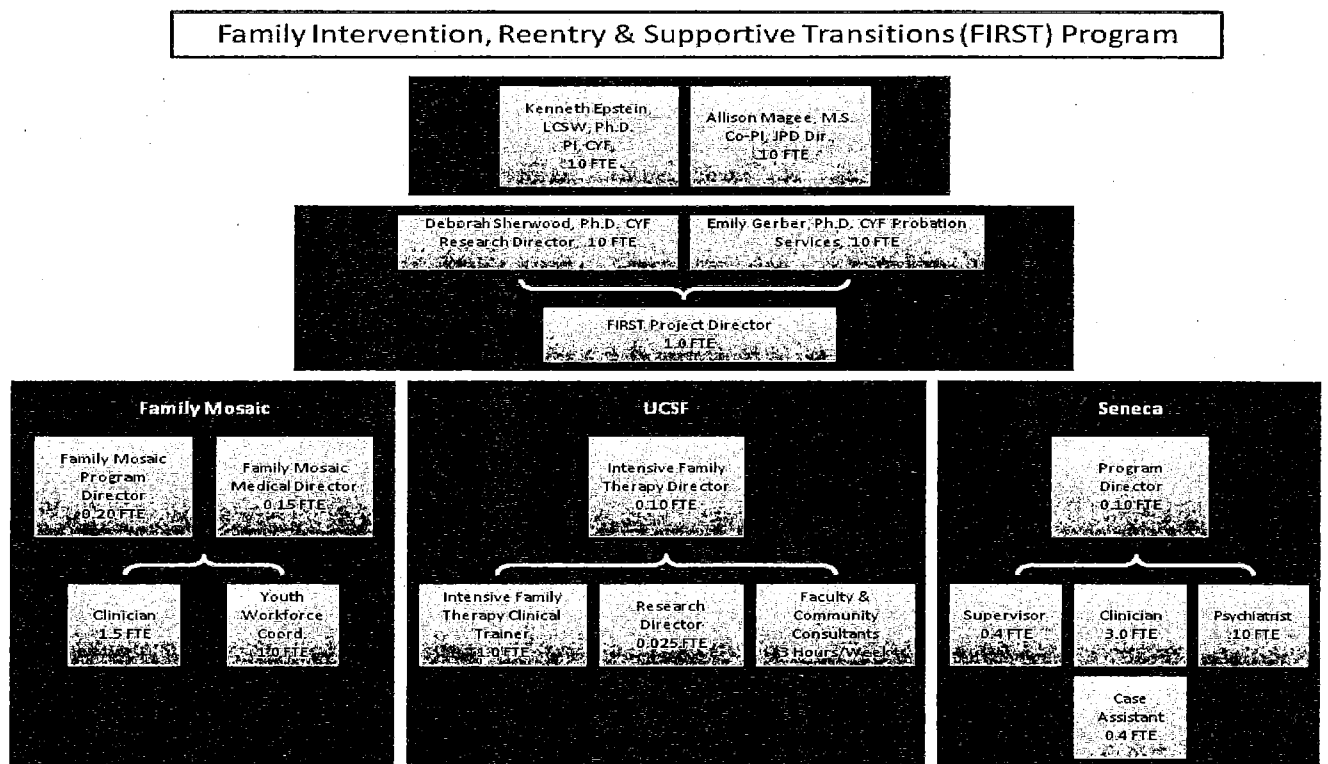 Family Intervention, Reentry & Supportive Transitions (FIRST) Program
Kenneth Epstein,
LCSW, Ph.D.
PI, CYF,
.10 FTE
Allison Magee, M.S.
Co-PI, JPD Dir,
.10 FTE
Deborah Sherwood, Ph.D. CYF
Research Director, .10 FTE
Emily Gerber, Ph.D. CYF Probation
Services, .10 FTE
FIRST Project Director
1.0 FTE
Family Mosaic
Family Mosaic
Program
Director
0.20 FTE
Family Mosaic
Medical Director
0.15 FTE
Clinician
1.5 FTE
Youth
Workforce
Coord.
1.0 FTE
UCSF
Intensive Family
Therapy Director
0.10 FTE
Intensive Family
Therapy Clinical
Trainer
1.0 FTE
Research
Director
0.025 FTE
Faculty &
Community
Consultants
Hours/Week
Seneca
Program
Director
0.10 FTE
Supervisor
0.4 FTE
Clinician
3.0 FTE
Psychiatrist
.10 FTE
Case
Assistant
0.4 FTE